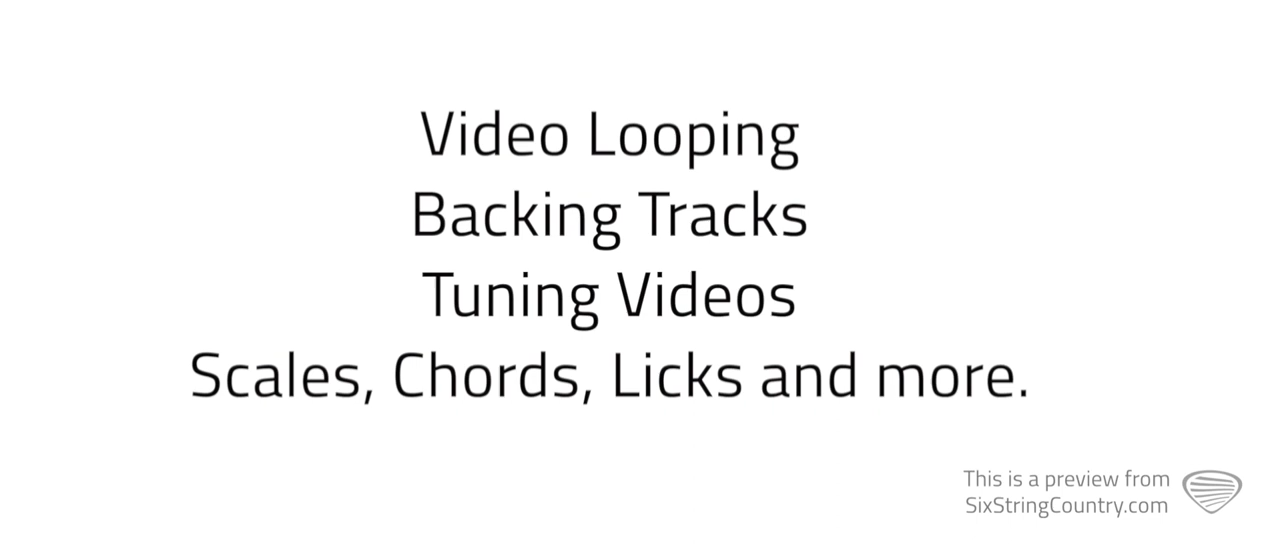 Video Looping
Backing Tracks
Tuning Videos
Scales, Chords, Licks and more.
This is a preview from
SixStringCountry.com